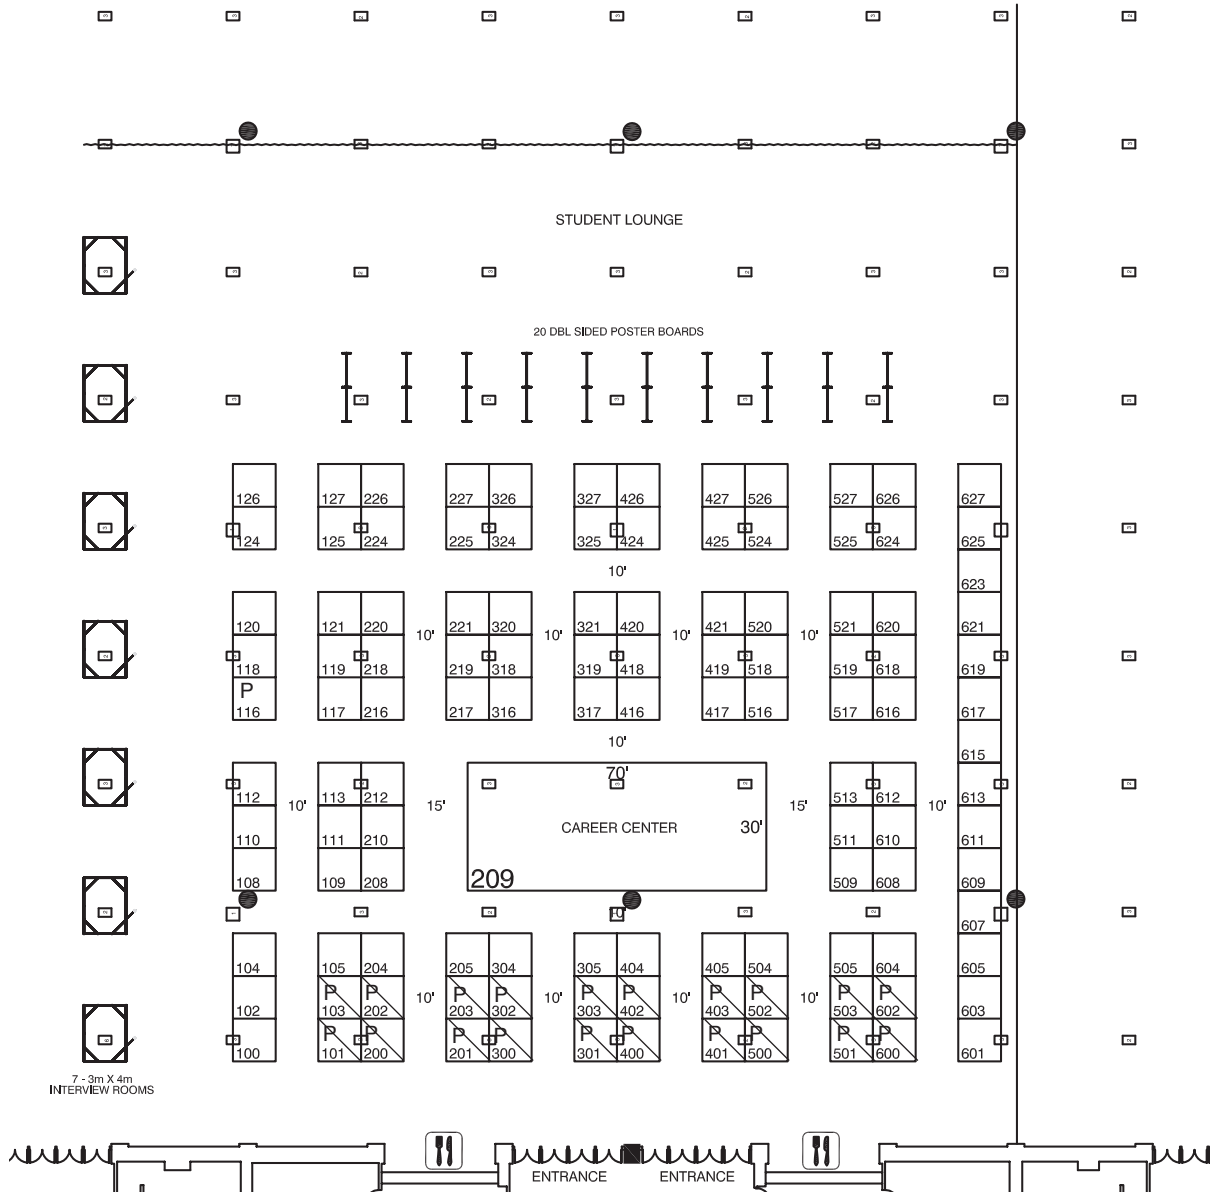 STUDENT LOUNGE
20 DBL SIDED POSTER BOARDS
126 127 226 227 326 327 426 427 526 527 626 627
124 125 224 225 324 325 424 425 524 525 624 625
10'
623
120 121 220 10' 221 320 10' 321 420 10' 421 520 10' 521 620 621
118 119 218 219 318 319 418 419 518 519 618 619
P
116 117 216 217 316 317 416 417 516 517 616 617
10'
615
70'
112 10' 113 212 15' 15' 513 612 10' 613
CAREER CENTER 30'
110 111 210 511 610 611
209
108 109 208 509 608 609
10'
607
104 105 204 205 304 305 404 405 504 505 604 605
P P P P P P P P P P
10' 10' 10' 10'
102 103 202 203 302 303 402 403 502 503 602 603
P P P P P P P P P P
100 101 200 201 300 301 400 401 500 501 600 601
7 - 3m X 4m
INTERVIEW ROOMS
ENTRANCE ENTRANCE